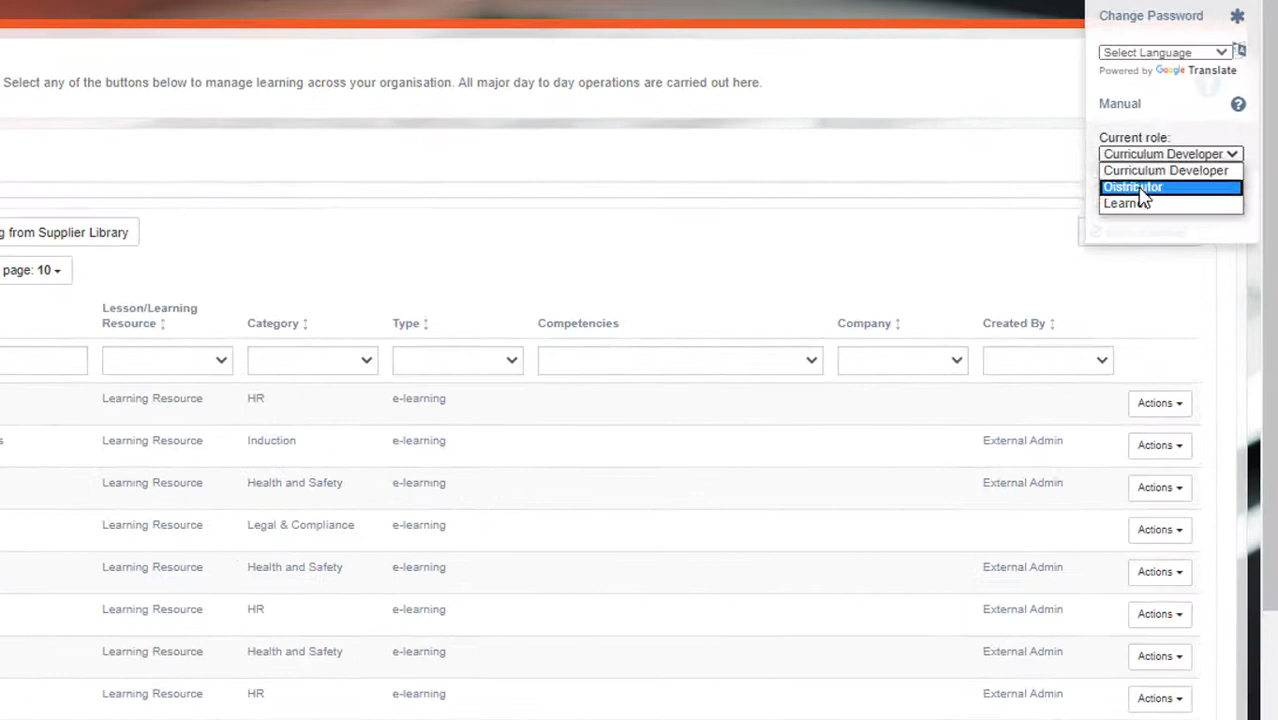 Change Password
Select Language
Powered by Google Translate
Select any of the buttons below to manage learning across your organisation. All major day to day operations are carried out here.
Manual
Current role:
Curriculum Developer
Curriculum Developer
Distributor
Learner
g from Supplier Library
page: 10
Lesson/Learning
Resource Category Type Competencies Company Created By
Learning Resource HR e-learning Actions
s Learning Resource Induction e-learning External Admin Actions
Learning Resource Health and Safety e-learning External Admin Actions
Learning Resource Legal & Compliance e-learning Actions
Learning Resource Health and Safety e-learning External Admin Actions
Learning Resource HR e-learning External Admin Actions
Learning Resource Health and Safety e-learning External Admin Actions
Learning Resource HR e-learning External Admin Actions